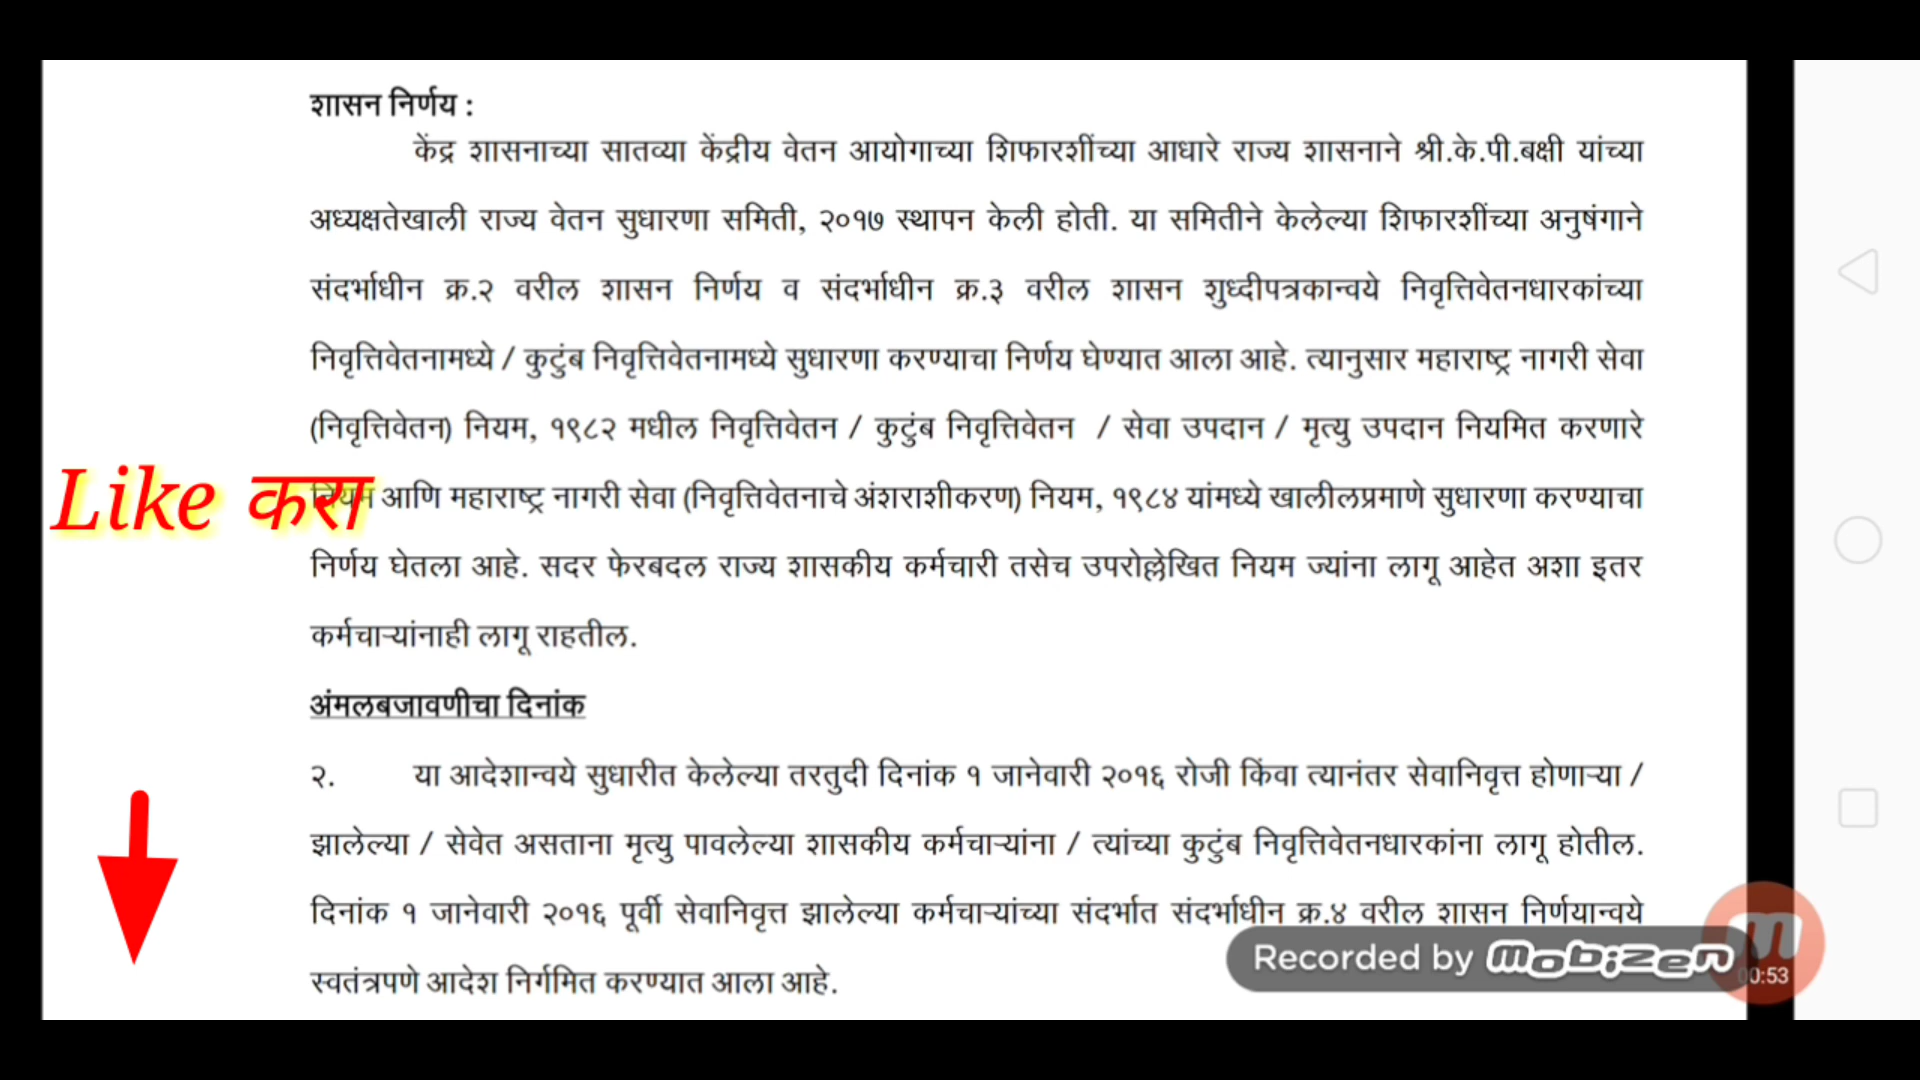 शासन निर्णय :
केंद्र शासनाच्या सातव्या केंद्रीय वेतन आयोगाच्या शिफारशींच्या आधारे राज्य शासनाने श्री.के.पी.बक्षी यांच्या
अध्यक्षतेखाली राज्य वेतन सुधारणा समिती, २०१७ स्थापन केली होती. या समितीने केलेल्या शिफारशींच्या अनुषंगाने
संदर्भाधीन क्र.२ वरील शासन निर्णय व संदर्भाधीन क्र.३ वरील शासन शुध्दीपत्रकान्वये निवृत्तिवेतनधारकांच्या
निवृत्तिवेतनामध्ये / कुटुंब निवृत्तिवेतनामध्ये सुधारणा करण्याचा निर्णय घेण्यात आला आहे. त्यानुसार महाराष्ट्र नागरी सेवा
(निवृत्तिवेतन) नियम, १९८२ मधील निवृत्तिवेतन / कुटुंब निवृत्तिवेतन / सेवा उपदान / मृत्यु उपदान नियमित करणारे
Like करा
नियम आणि महाराष्ट्र नागरी सेवा (निवृत्तिवेतनाचे अंशराशीकरण) नियम, १९८४ यांमध्ये खालीलप्रमाणे सुधारणा करण्याचा
निर्णय घेतला आहे. सदर फेरबदल राज्य शासकीय कर्मचारी तसेच उपरोल्लेखित नियम ज्यांना लागू आहेत अशा इतर
कर्मचाऱ्यांनाही लागू राहतील.
अंमलबजावणीचा दिनांक
२. या आदेशान्वये सुधारीत केलेल्या तरतुदी दिनांक १ जानेवारी २०१६ रोजी किंवा त्यानंतर सेवानिवृत्त होणाऱ्या /
झालेल्या / सेवेत असताना मृत्यु पावलेल्या शासकीय कर्मचाऱ्यांना / त्यांच्या कुटुंब निवृत्तिवेतनधारकांना लागू होतील.
दिनांक १ जानेवारी २०१६ पूर्वी सेवानिवृत्त झालेल्या कर्मचाऱ्यांच्या संदर्भात संदर्भाधीन क्र.४ वरील शासन निर्णयान्वये
स्वतंत्रपणे आदेश निर्गमित करण्यात आला आहे.
Recorded by mobizen
00:53